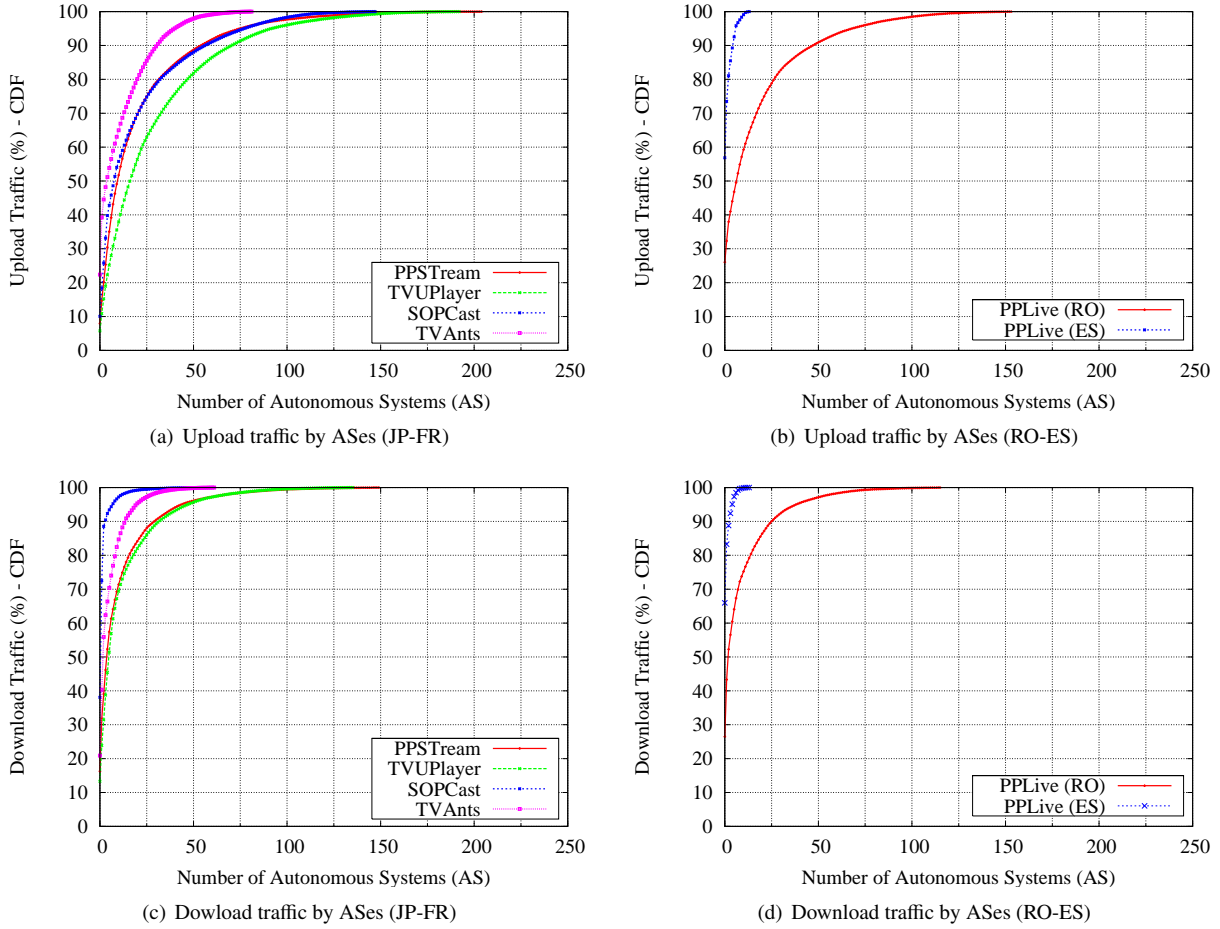 100
90
80
70
60
50
40
30
20
10
0
Upload Traffic (%) - CDF
PPSTream
TVUPlayer
SOPCast
TVAnts
0 50 100 150 200 250
Number of Autonomous Systems (AS)
(a) Upload traffic by ASes (JP-FR)
100
90
80
70
60
50
40
30
20
10
0
Upload Traffic (%) - CDF
PPLive (RO)
PPLive (ES)
0 50 100 150 200 250
Number of Autonomous Systems (AS)
(b) Upload traffic by ASes (RO-ES)
100
90
80
70
60
50
40
30
20
10
0
Download Traffic (%) - CDF
PPSTream
TVUPlayer
SOPCast
TVAnts
0 50 100 150 200 250
Number of Autonomous Systems (AS)
(c) Dowload traffic by ASes (JP-FR)
100
90
80
70
60
50
40
30
20
10
0
Download Traffic (%) - CDF
PPLive (RO)
PPLive (ES)
0 50 100 150 200 250
Number of Autonomous Systems (AS)
(d) Download traffic by ASes (RO-ES)